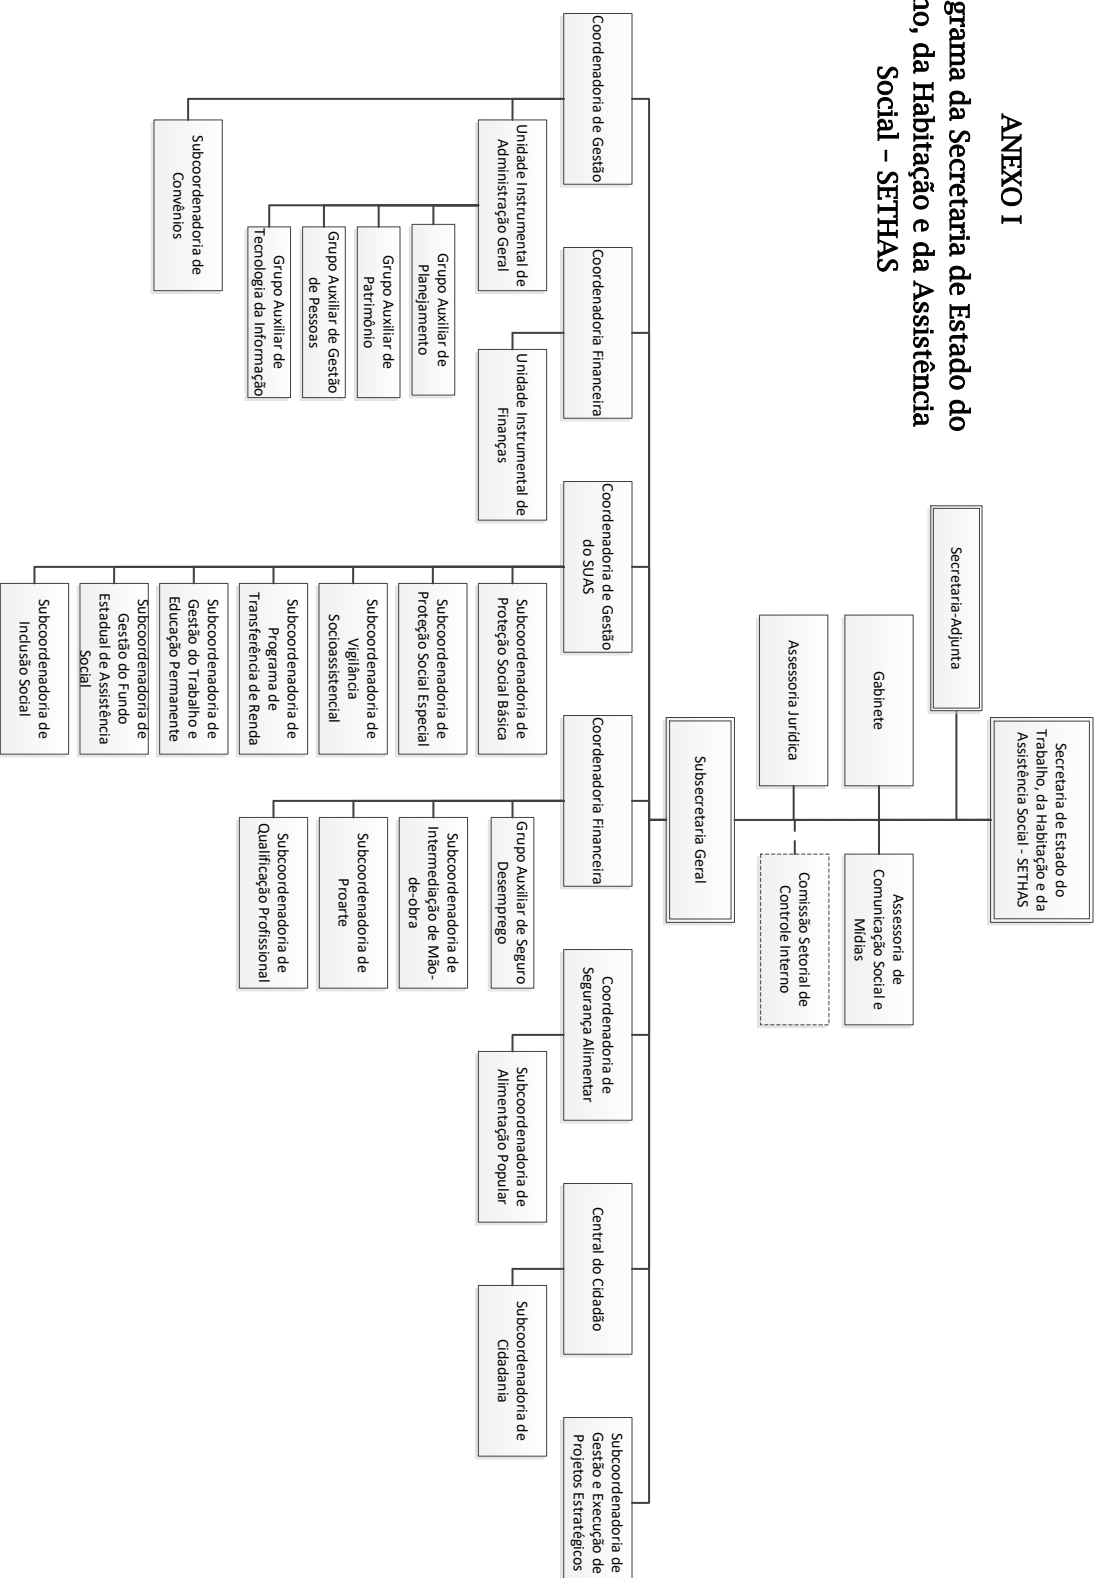 ANEXO I
grama da Secretaria de Estado do
no, da Habitação e da Assistência
Social – SETHAS
Secretaria de Estado do
Trabalho, da Habitação e da
Assistência Social - SETHAS
Secretaria-Adjunta
Gabinete
Assessoria de
Comunicação Social e
Mídias
Assessoria Jurídica
Comissão Setorial de
Controle Interno
Subsecretaria Geral
Coordenadoria de Gestão
Coordenadoria Financeira
Coordenadoria de Gestão
do SUAS
Coordenadoria Financeira
Coordenadoria de
Segurança Alimentar
Central do Cidadão
Subcoordenadoria de
Gestão e Execução de
Projetos Estratégicos
Unidade Instrumental de
Administração Geral
Grupo Auxiliar de
Planejamento
Grupo Auxiliar de
Patrimônio
Grupo Auxiliar de Gestão
de Pessoas
Grupo Auxiliar de
Tecnologia da Informação
Subcoordenadoria de
Convênios
Unidade Instrumental de
Finanças
Subcoordenadoria de
Proteção Social Básica
Subcoordenadoria de
Proteção Social Especial
Subcoordenadoria de
Vigilância
Socioassistencial
Subcoordenadoria de
Programa de
Transferência de Renda
Subcoordenadoria de
Gestão do Trabalho e
Educação Permanente
Subcoordenadoria de
Gestão do Fundo
Estadual de Assistência
Social
Subcoordenadoria de
Inclusão Social
Grupo Auxiliar de Seguro
Desemprego
Subcoordenadoria de
Intermediação de Mão-
de-obra
Subcoordenadoria de
Proarte
Subcoordenadoria de
Qualificação Profissional
Subcoordenadoria de
Alimentação Popular
Subcoordenadoria de
Cidadania